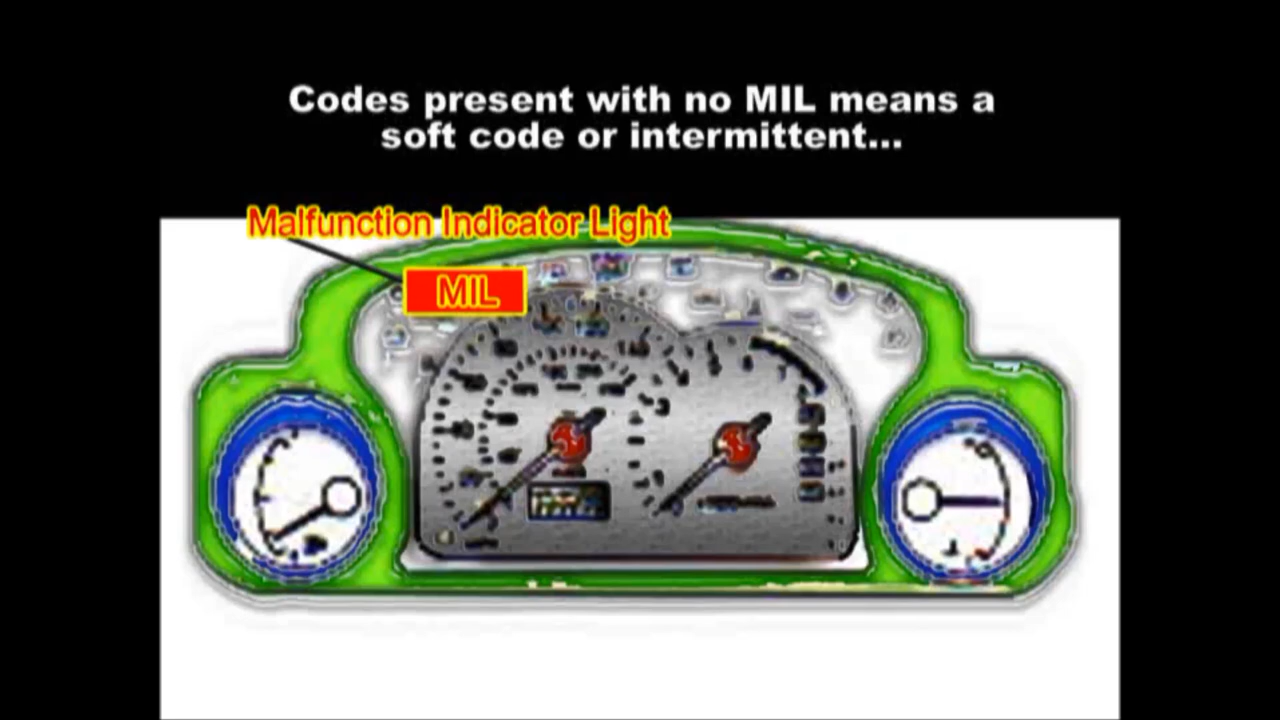 Codes present with no MIL means a
soft code or intermittent...
Malfunction Indicator Light
MIL